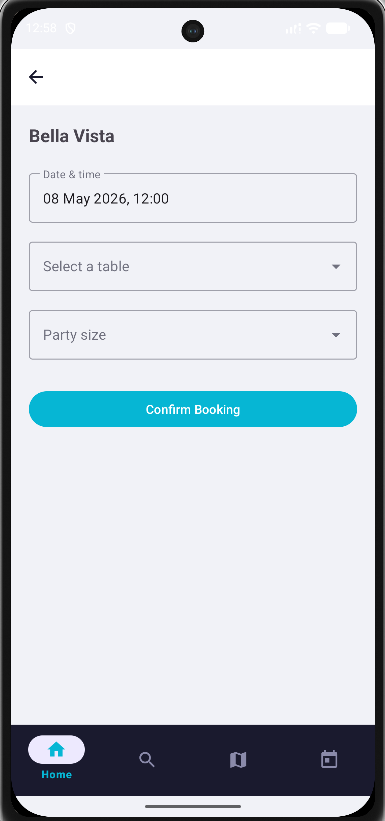 12:58
Bella Vista
Date & time
08 May 2026, 12:00
Select a table
Party size
Confirm Booking
Home